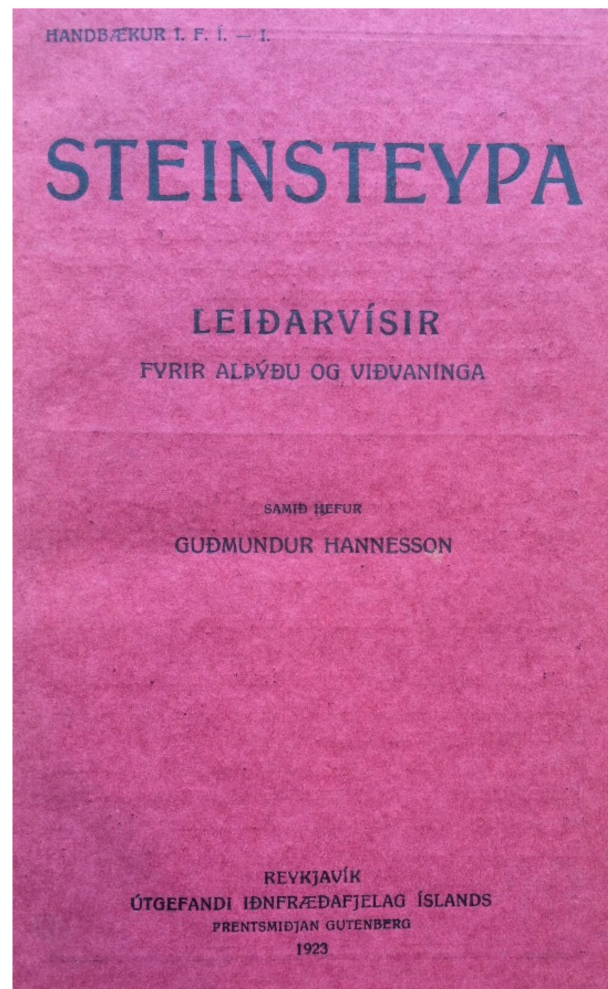 HANDBÆKUR I. F. Í. — I.
STEINSTEYPA
LEIÐARVÍSIR
FYRIR ALÞÝÐU OG VIÐVANINGA
SAMIÐ HEFUR
GUÐMUNDUR HANNESSON
REYKJAVÍK
ÚTGEFANDI IÐNFRÆÐAFJELAG ÍSLANDS
PRENTSMIÐJAN GUTENBERG
1923